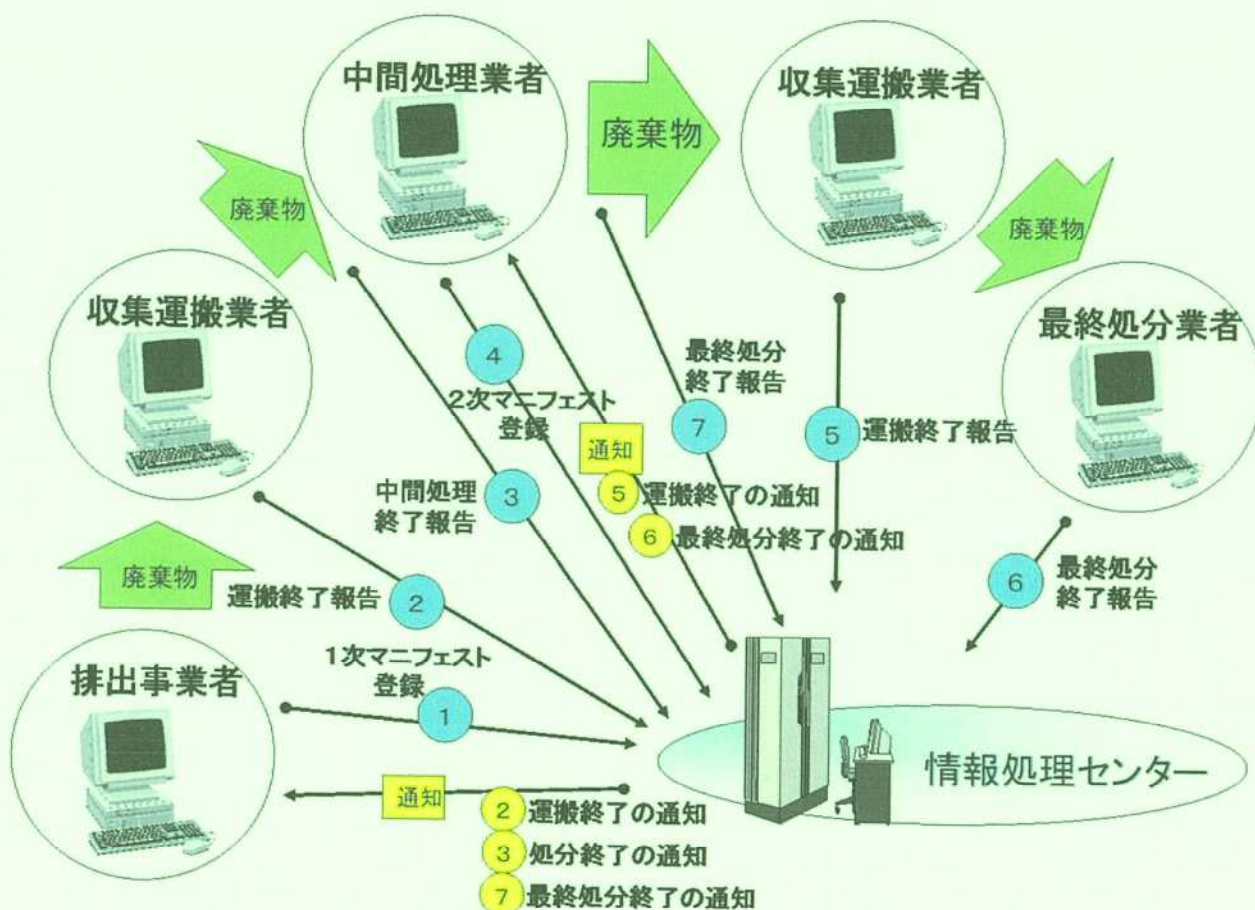 中間処理業者
廃棄物
収集運搬業者
廃棄物
廃棄物
収集運搬業者
最終処分業者
4
2次マニフェスト
登録
最終処分
終了報告
7
5
運搬終了報告
通知
5
運搬終了の通知
6
最終処分終了の通知
中間処理
終了報告
3
6
最終処分
終了報告
廃棄物
運搬終了報告
2
1次マニフェスト
登録
1
排出事業者
情報処理センター
通知
2
運搬終了の通知
3
処分終了の通知
7
最終処分終了の通知